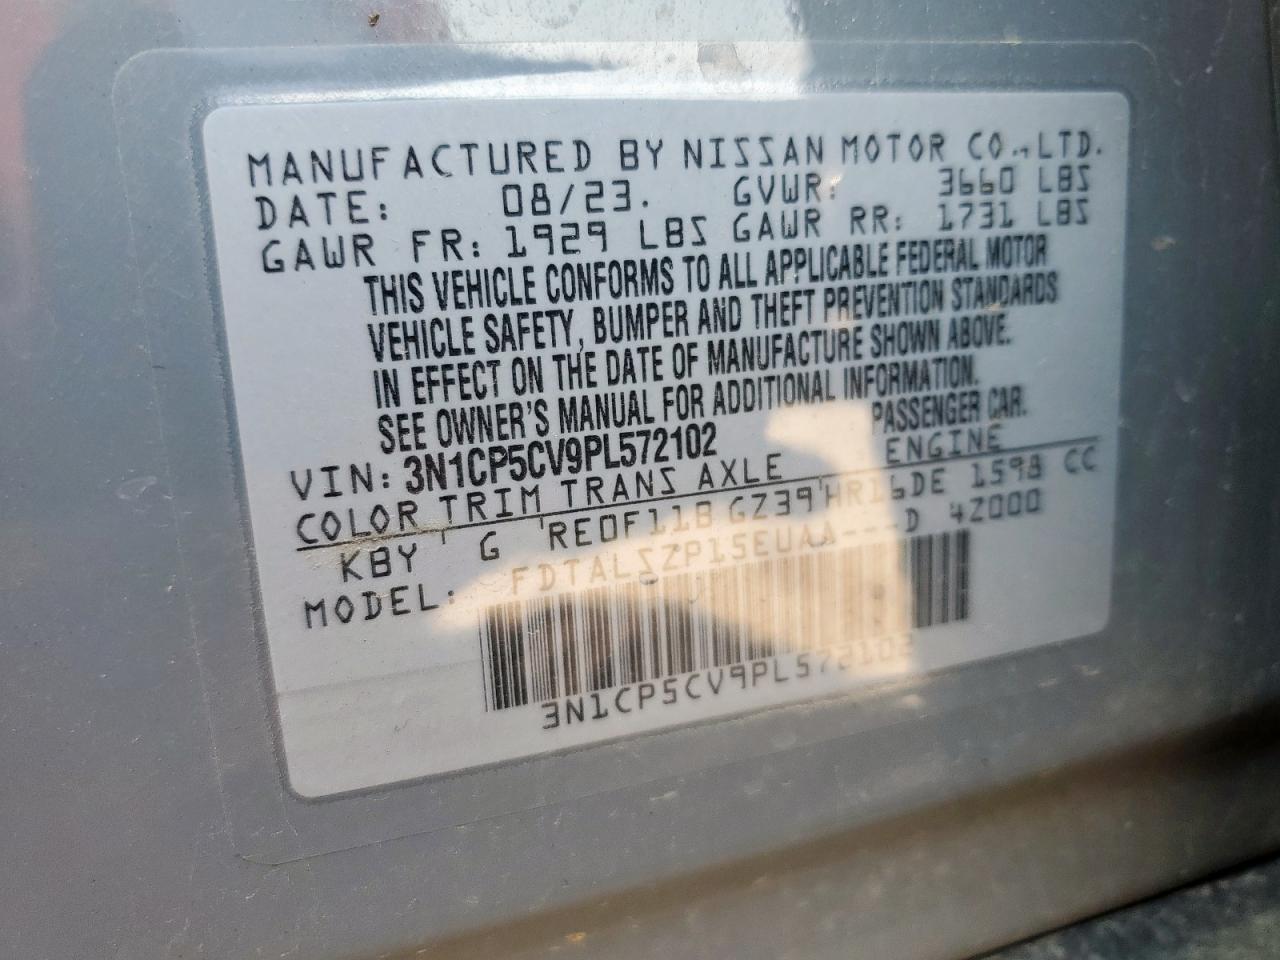 MANUFACTURED BY NISSAN MOTOR CO., LTD.
DATE: 08/23. GVWR: 3660 LBS
GAWR FR: 1929 LBS GAWR RR: 1731 LBS
THIS VEHICLE CONFORMS TO ALL APPLICABLE FEDERAL MOTOR
VEHICLE SAFETY, BUMPER AND THEFT PREVENTION STANDARDS
IN EFFECT ON THE DATE OF MANUFACTURE SHOWN ABOVE.
SEE OWNER'S MANUAL FOR ADDITIONAL INFORMATION.
VIN: 3N1CP5CV9PL572102 PASSENGER CAR.
COLOR TRIM TRANS AXLE ENGINE
KBY G RE0F11B GZ39 HR16DE 1598 CC
MODEL: FDTALSZP15EUAA---D 42000
3N1CP5CV9PL572102